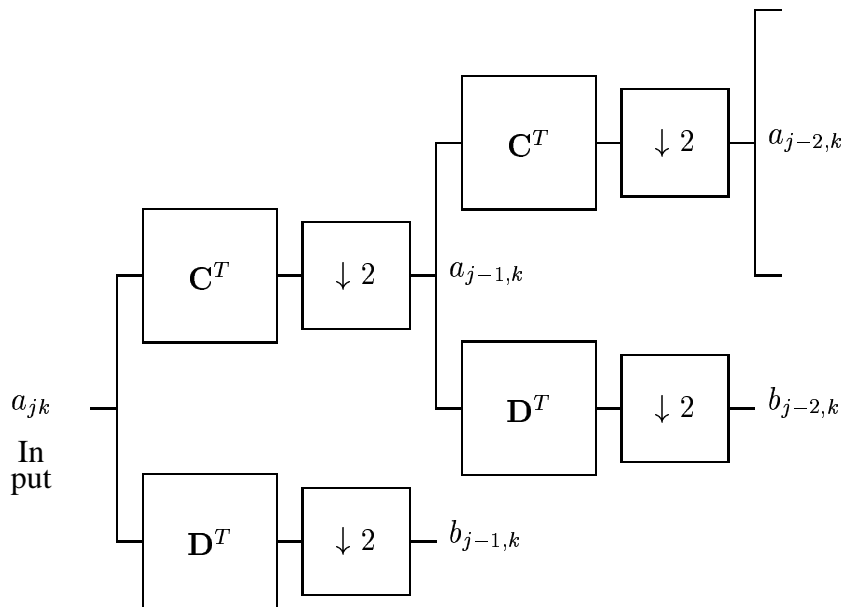 C^T
↓ 2
a_{j−2,k}
C^T
↓ 2
a_{j−1,k}
a_{jk}
In
put
D^T
↓ 2
b_{j−2,k}
D^T
↓ 2
b_{j−1,k}